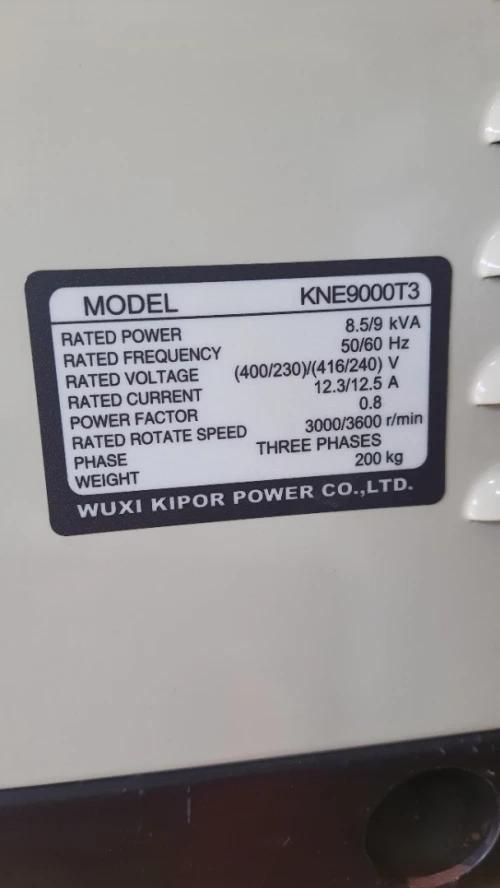 MODEL KNE9000T3
RATED POWER 8.5/9 kVA
RATED FREQUENCY 50/60 Hz
RATED VOLTAGE (400/230)/(416/240) V
RATED CURRENT 12.3/12.5 A
POWER FACTOR 0.8
RATED ROTATE SPEED 3000/3600 r/min
PHASE THREE PHASES
WEIGHT 200 kg
WUXI KIPOR POWER CO.,LTD.